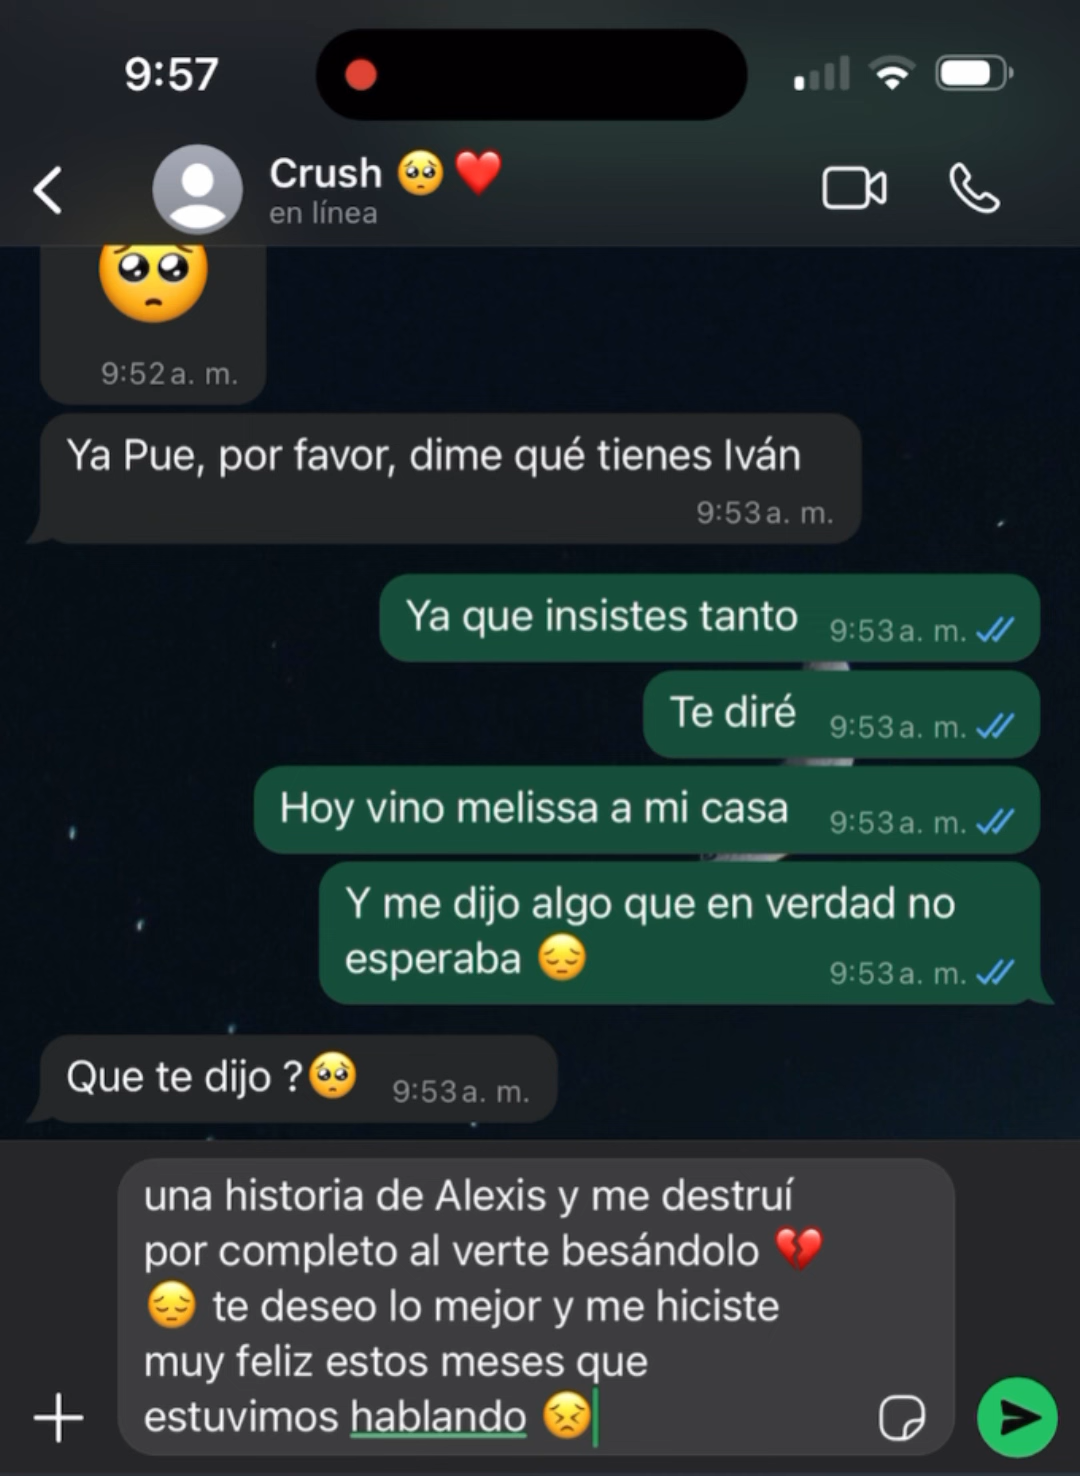 9:57
Crush 🥺 ❤️
en línea
🥺
9:52 a. m.
Ya Pue, por favor, dime qué tienes Iván
9:53 a. m.
Ya que insistes tanto 9:53 a. m.
Te diré 9:53 a. m.
Hoy vino melissa a mi casa 9:53 a. m.
Y me dijo algo que en verdad no
esperaba 😔 9:53 a. m.
Que te dijo ?🥺 9:53 a. m.
una historia de Alexis y me destruí
por completo al verte besándolo 💔
😔 te deseo lo mejor y me hiciste
muy feliz estos meses que
estuvimos hablando 😣